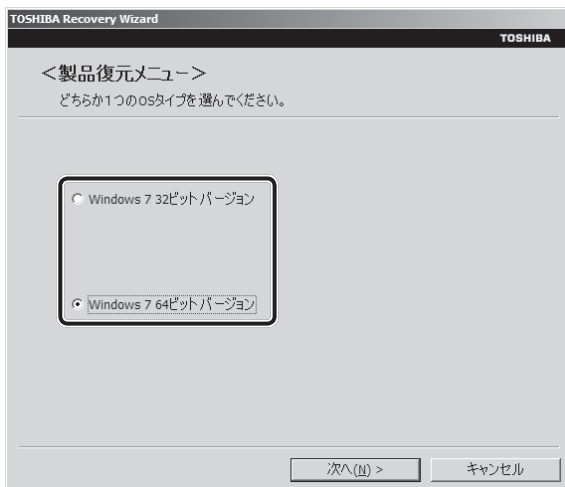 TOSHIBA Recovery Wizard
TOSHIBA
＜製品復元メニュー＞
どちらか1つのOSタイプを選んでください。
Windows 7 32ビットバージョン
Windows 7 64ビットバージョン
次へ(N) >
キャンセル